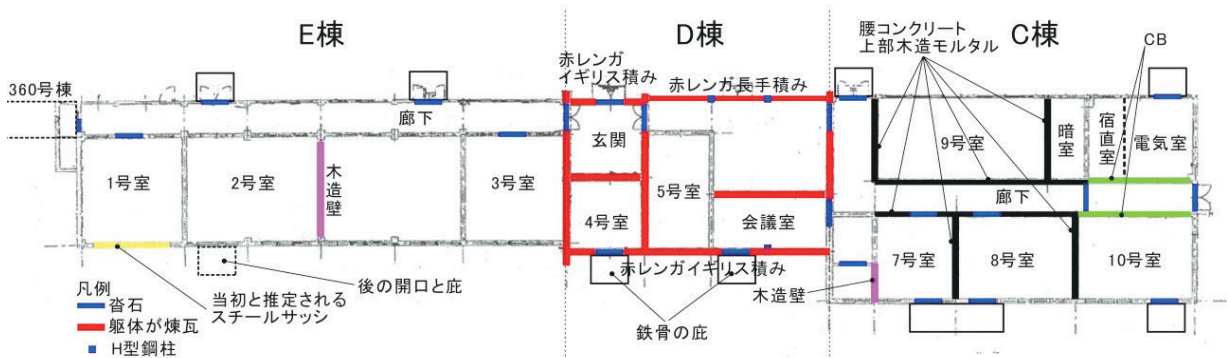 E棟
D棟
C棟
腰コンクリート
上部木造モルタル
CB
赤レンガ
イギリス積み
赤レンガ長手積み
360号棟
廊下
玄関
9号室
暗室
宿直室
電気室
1号室
2号室
木造壁
3号室
5号室
廊下
4号室
会議室
7号室
8号室
10号室
赤レンガイギリス積み
後の開口と庇
当初と推定される
スチールサッシ
木造壁
鉄骨の庇
凡例
沓石
躯体が煉瓦
H型鋼柱